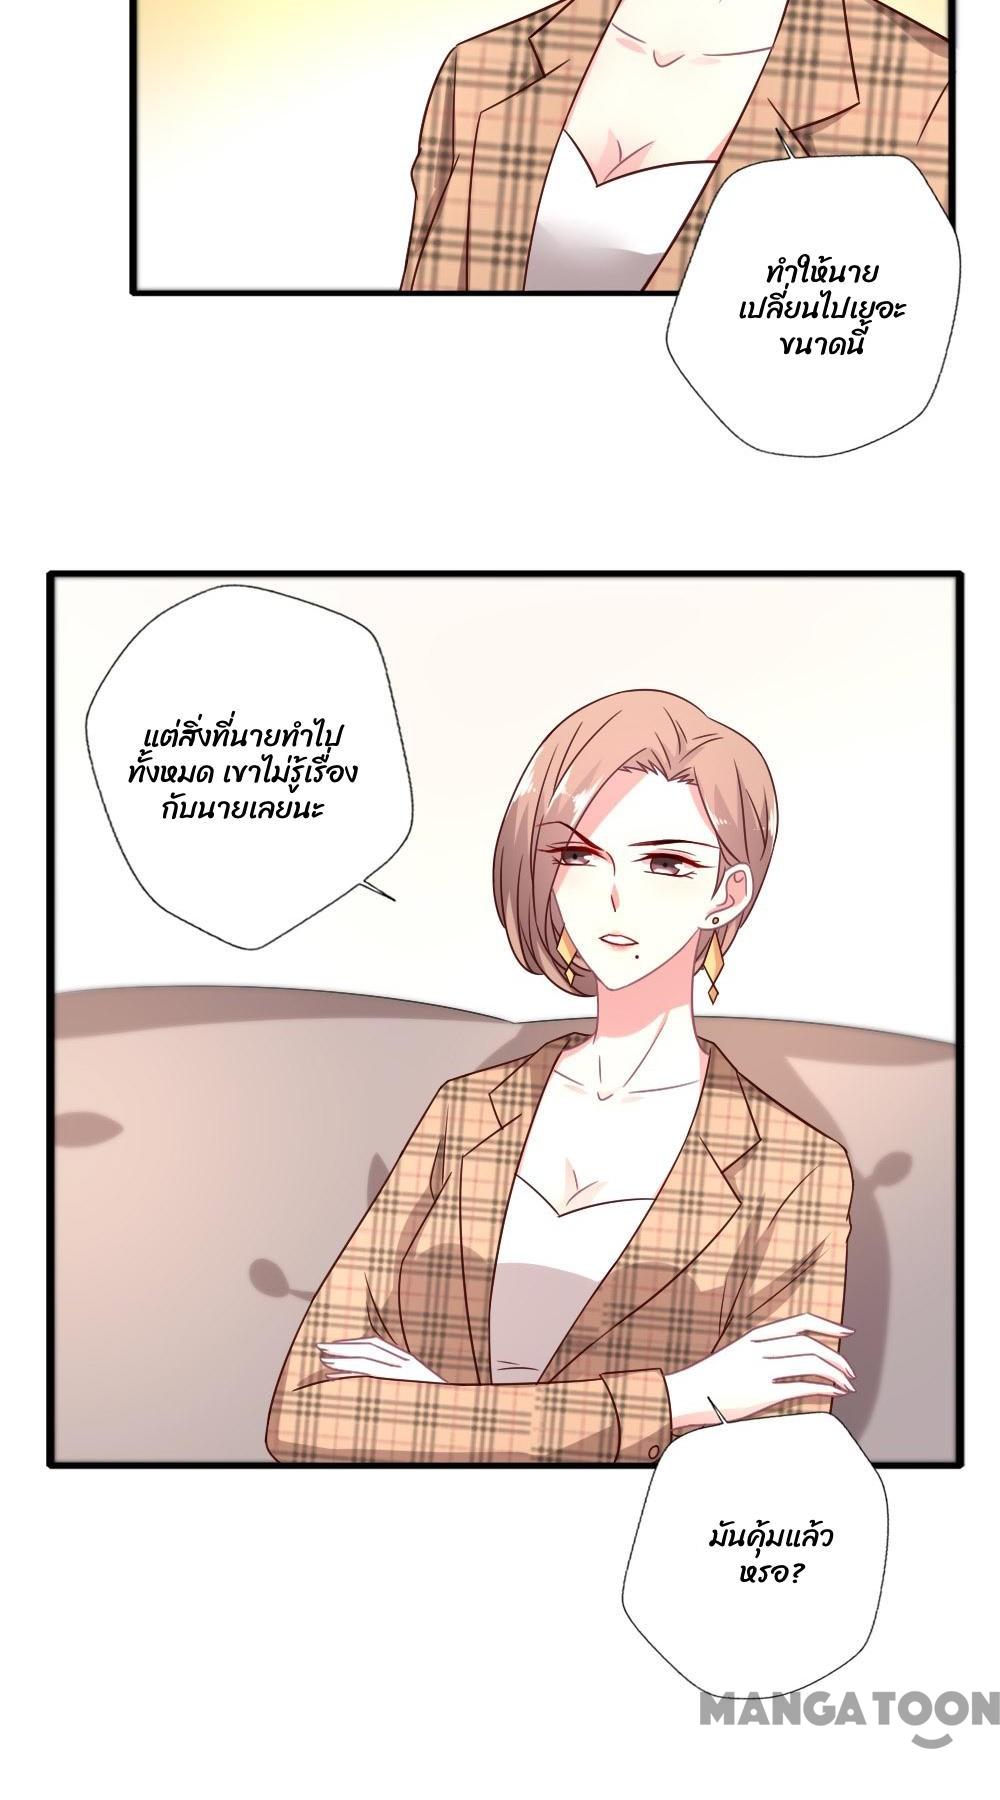 ทำให้นาย
เปลี่ยนไปเยอะ
ขนาดนี้
แต่สิ่งที่นายทำไป
ทั้งหมด เขาไม่รู้เรื่อง
กับนายเลยนะ
มันคุ้มแล้ว
หรอ?
MANGATOON